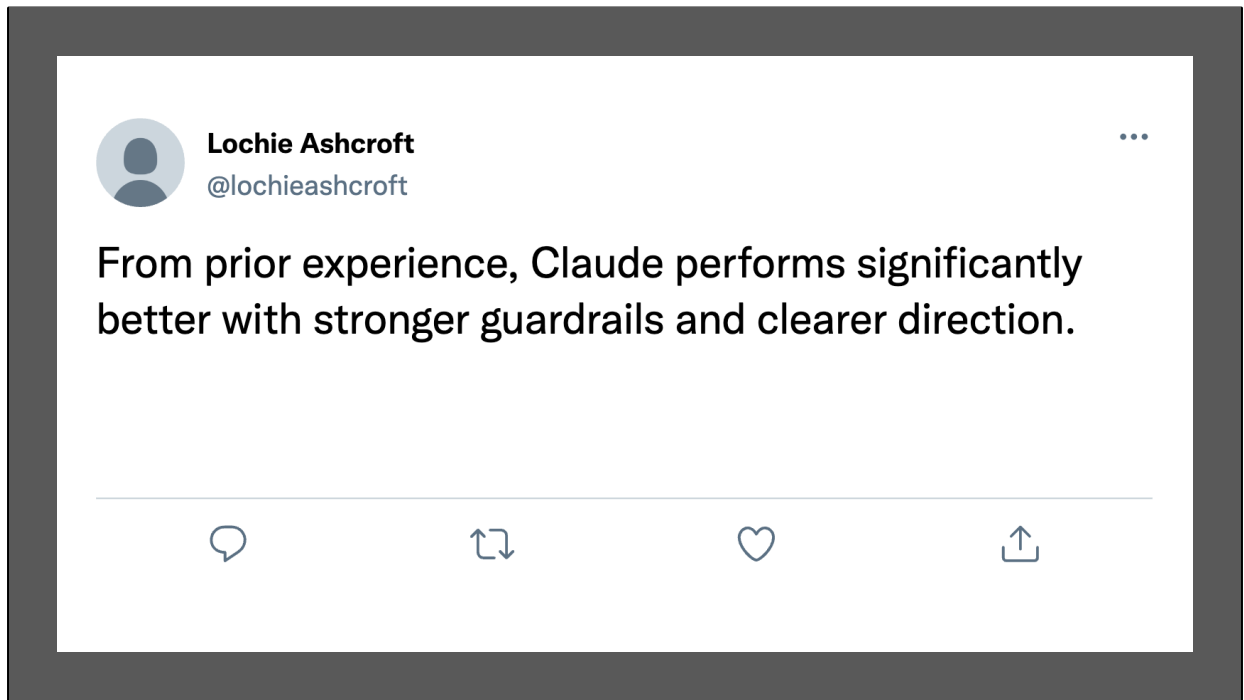 Lochie Ashcroft
@lochieashcroft
From prior experience, Claude performs significantly
better with stronger guardrails and clearer direction.